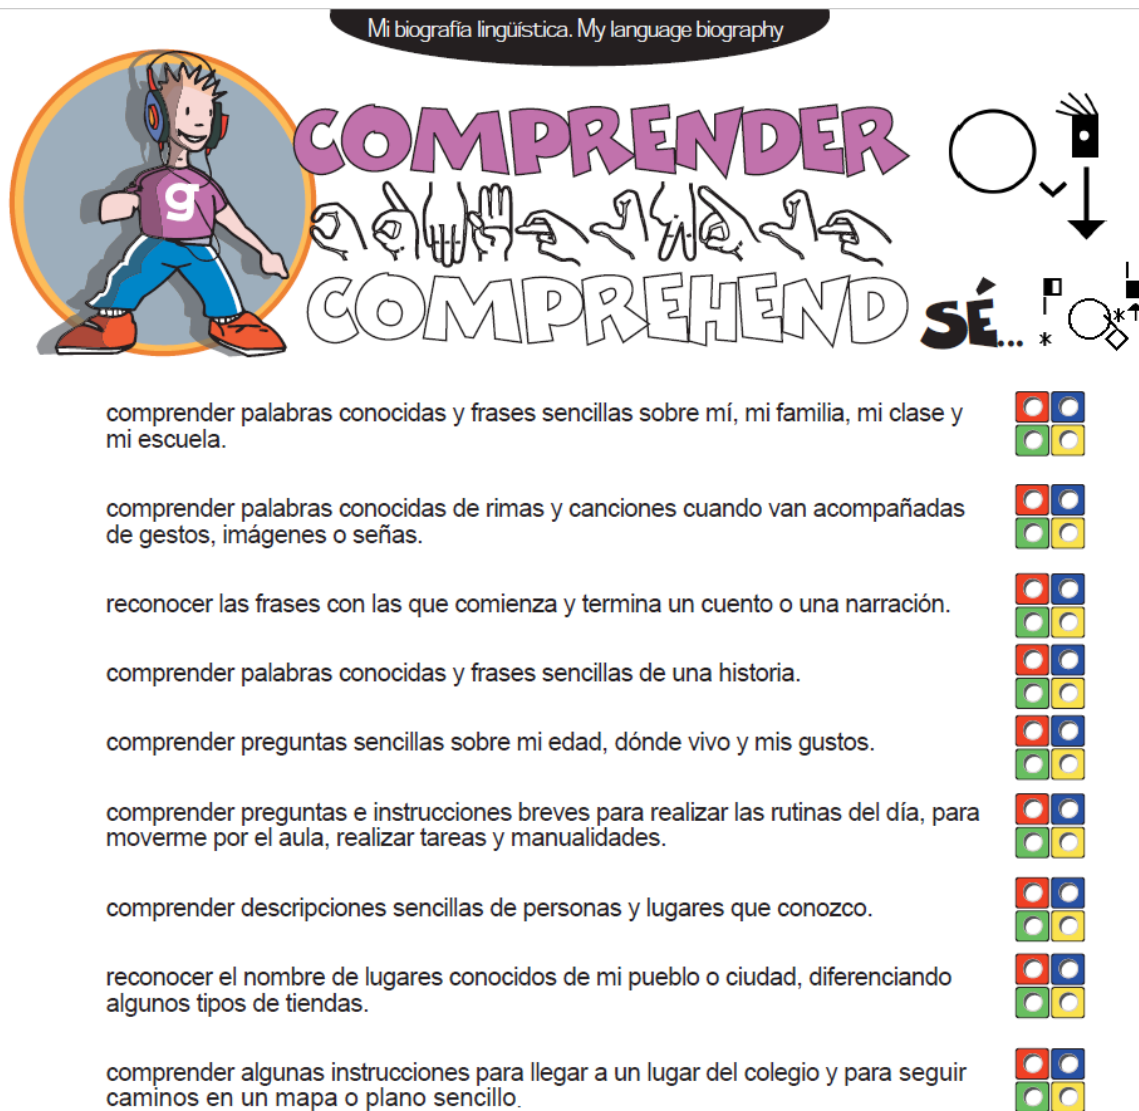 Mi biografía lingüística. My language biography
g
COMPRENDER
COMPREHEND
SÉ...
comprender palabras conocidas y frases sencillas sobre mí, mi familia, mi clase y
mi escuela.
comprender palabras conocidas de rimas y canciones cuando van acompañadas
de gestos, imágenes o señas.
reconocer las frases con las que comienza y termina un cuento o una narración.
comprender palabras conocidas y frases sencillas de una historia.
comprender preguntas sencillas sobre mi edad, dónde vivo y mis gustos.
comprender preguntas e instrucciones breves para realizar las rutinas del día, para
moverme por el aula, realizar tareas y manualidades.
comprender descripciones sencillas de personas y lugares que conozco.
reconocer el nombre de lugares conocidos de mi pueblo o ciudad, diferenciando
algunos tipos de tiendas.
comprender algunas instrucciones para llegar a un lugar del colegio y para seguir
caminos en un mapa o plano sencillo.